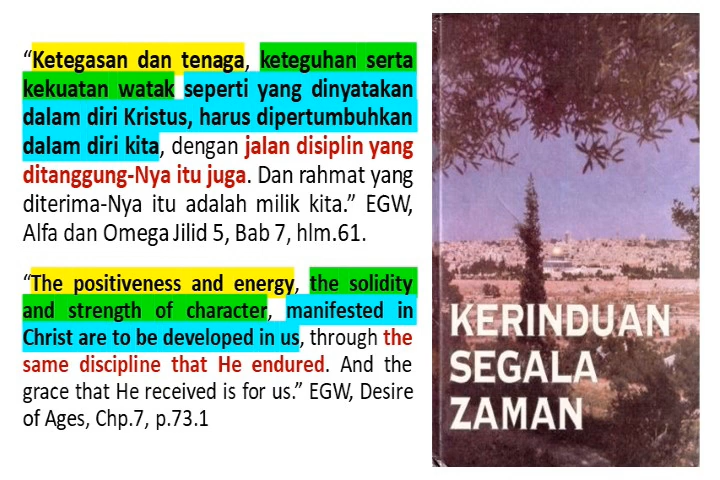 “Ketegasan dan tenaga, keteguhan serta
kekuatan watak seperti yang dinyatakan
dalam diri Kristus, harus dipertumbuhkan
dalam diri kita, dengan jalan disiplin yang
ditanggung-Nya itu juga. Dan rahmat yang
diterima-Nya itu adalah milik kita.” EGW,
Alfa dan Omega Jilid 5, Bab 7, hlm.61.
“The positiveness and energy, the solidity
and strength of character, manifested in
Christ are to be developed in us, through the
same discipline that He endured. And the
grace that He received is for us.” EGW, Desire
of Ages, Chp.7, p.73.1
KERINDUAN
SEGALA
ZAMAN